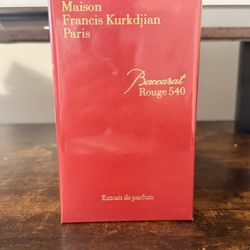 Maison
Francis Kurkdjian
Paris
Baccarat
Rouge 540
Extrait de parfum